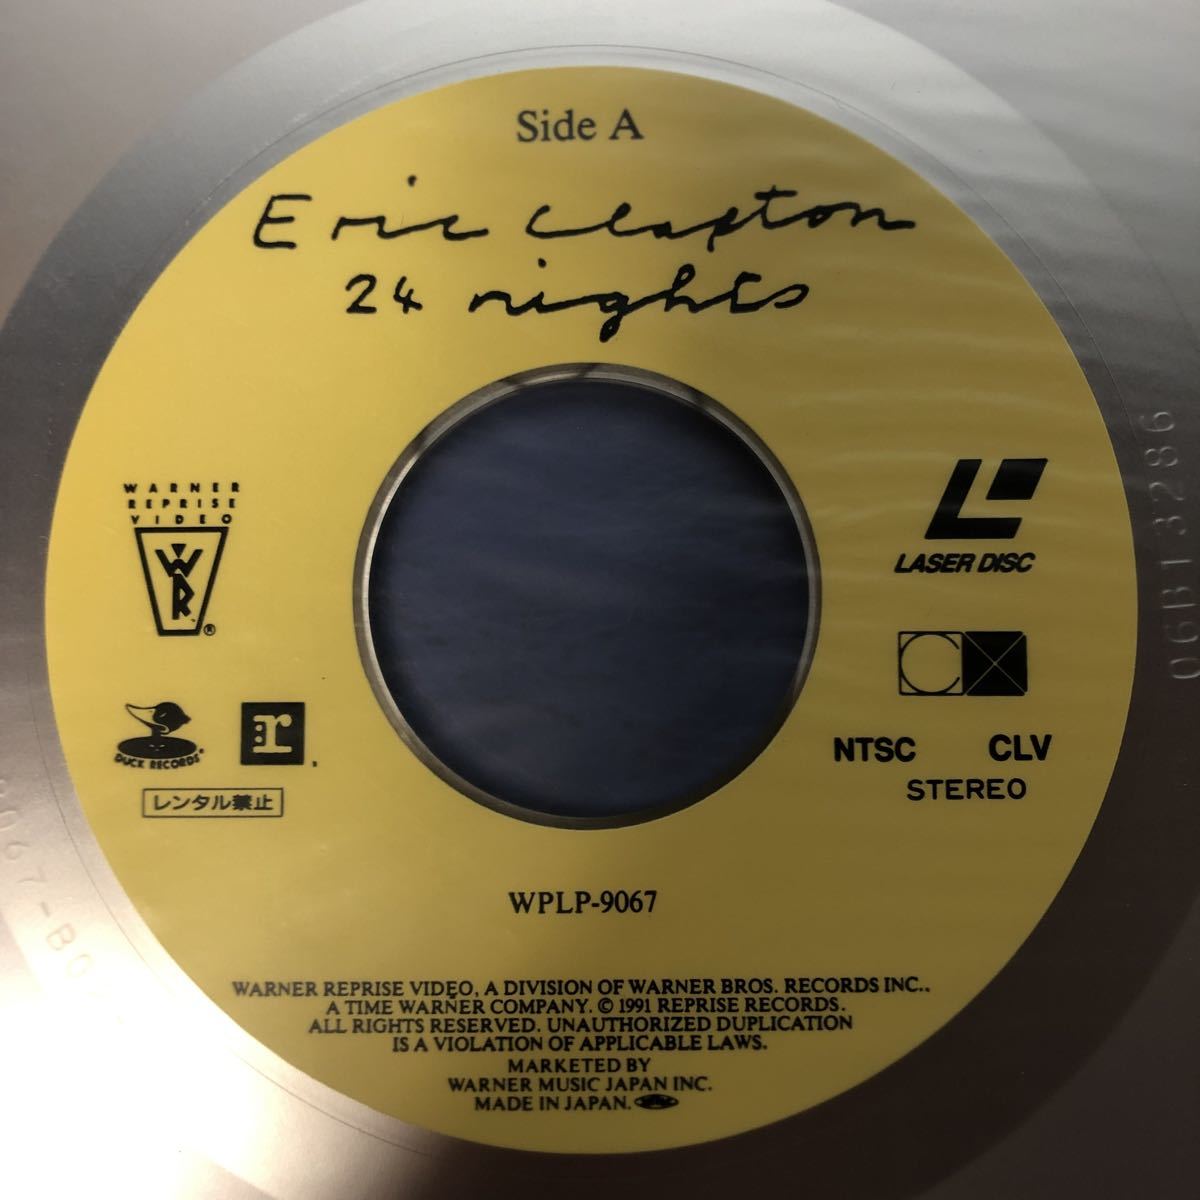 Side A
Eric Clapton
24 nights
WARNER
REPRISE
VIDEO
WR
®
LASER DISC
DUCK RECORDS
r
NTSC CLV
STEREO
レンタル禁止
WPLP-9067
WARNER REPRISE VIDEO, A DIVISION OF WARNER BROS. RECORDS INC..
A TIME WARNER COMPANY. © 1991 REPRISE RECORDS.
ALL RIGHTS RESERVED. UNAUTHORIZED DUPLICATION
IS A VIOLATION OF APPLICABLE LAWS.
MARKETED BY
WARNER MUSIC JAPAN INC.
MADE IN JAPAN.
06B13286